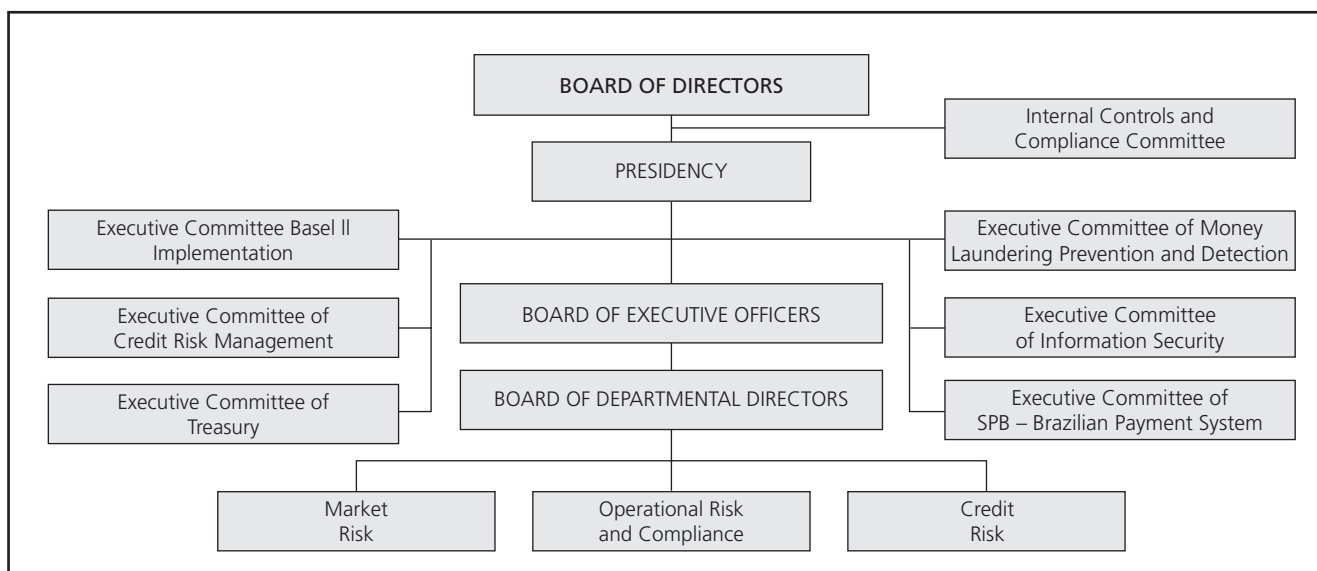 BOARD OF DIRECTORS
Internal Controls and
Compliance Committee
PRESIDENCY
Executive Committee Basel ll
Implementation
Executive Committee of Money
Laundering Prevention and Detection
BOARD OF EXECUTIVE OFFICERS
Executive Committee of
Credit Risk Management
Executive Committee
of Information Security
BOARD OF DEPARTMENTAL DIRECTORS
Executive Committee of
Treasury
Executive Committee of
SPB – Brazilian Payment System
Market
Risk
Operational Risk
and Compliance
Credit
Risk